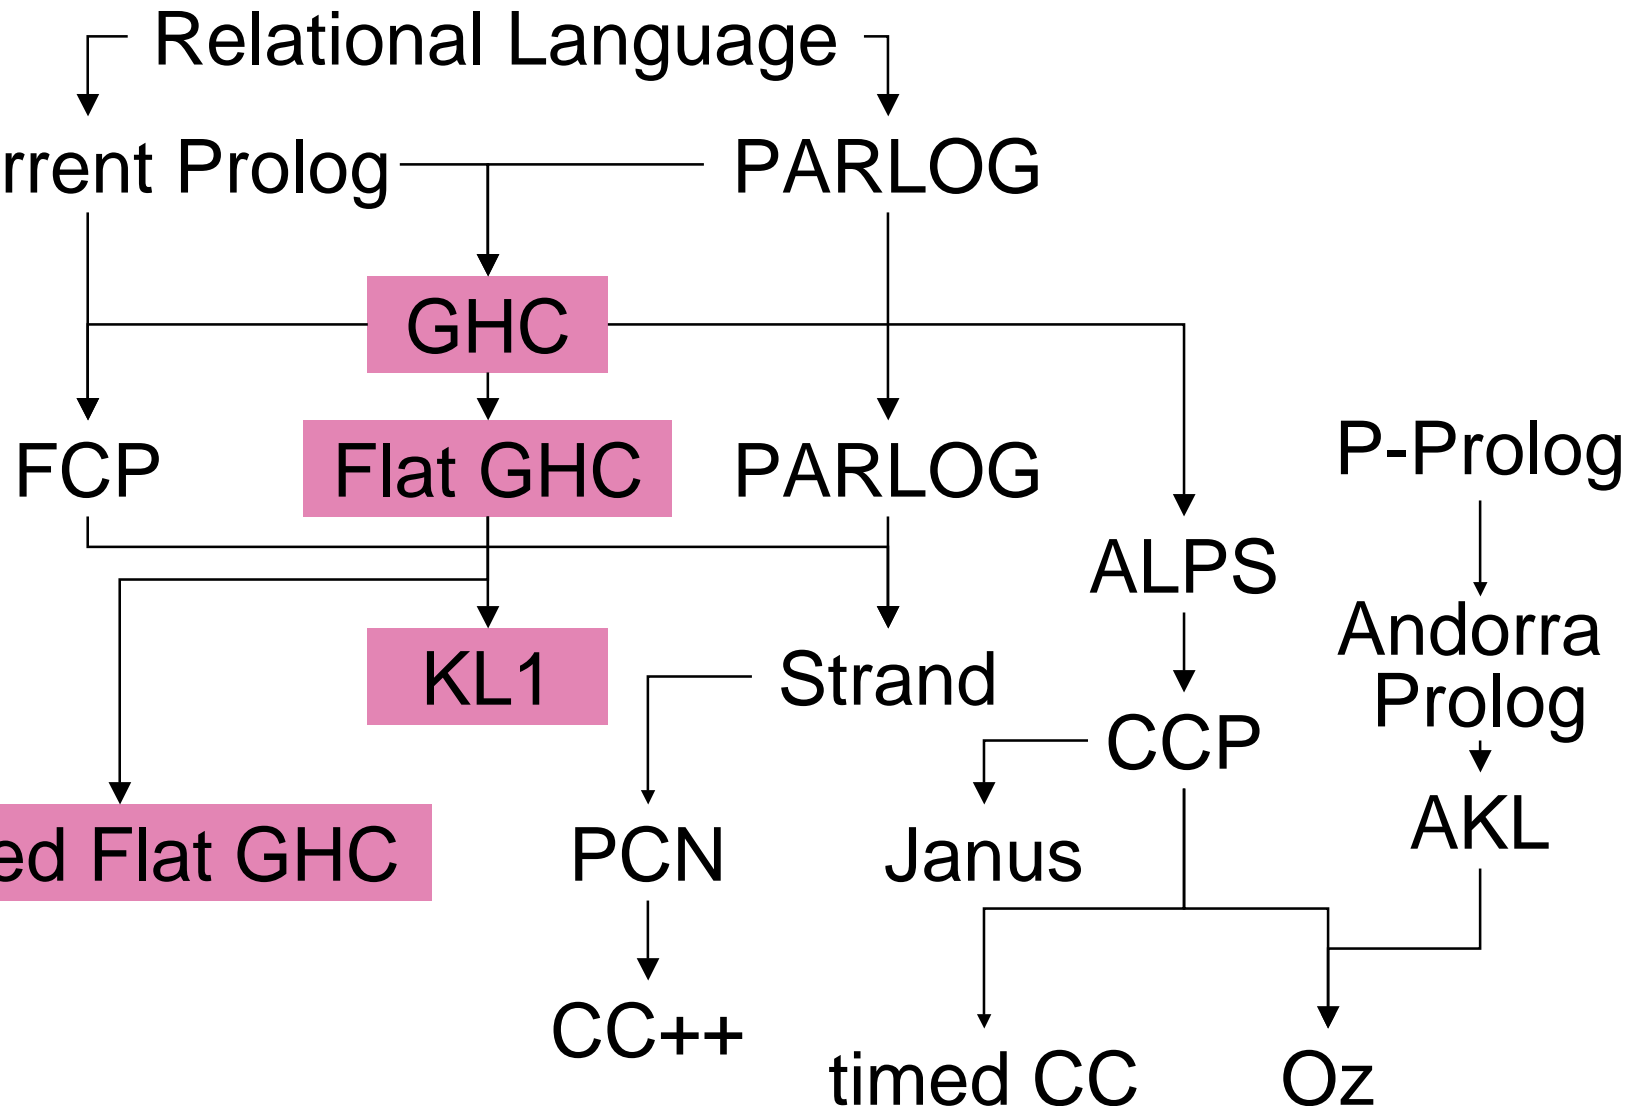 Relational Language
rrent Prolog PARLOG
GHC
FCP Flat GHC PARLOG P-Prolog
ALPS
Andorra
Prolog
KL1 Strand
CCP
ed Flat GHC PCN Janus AKL
CC++
timed CC Oz